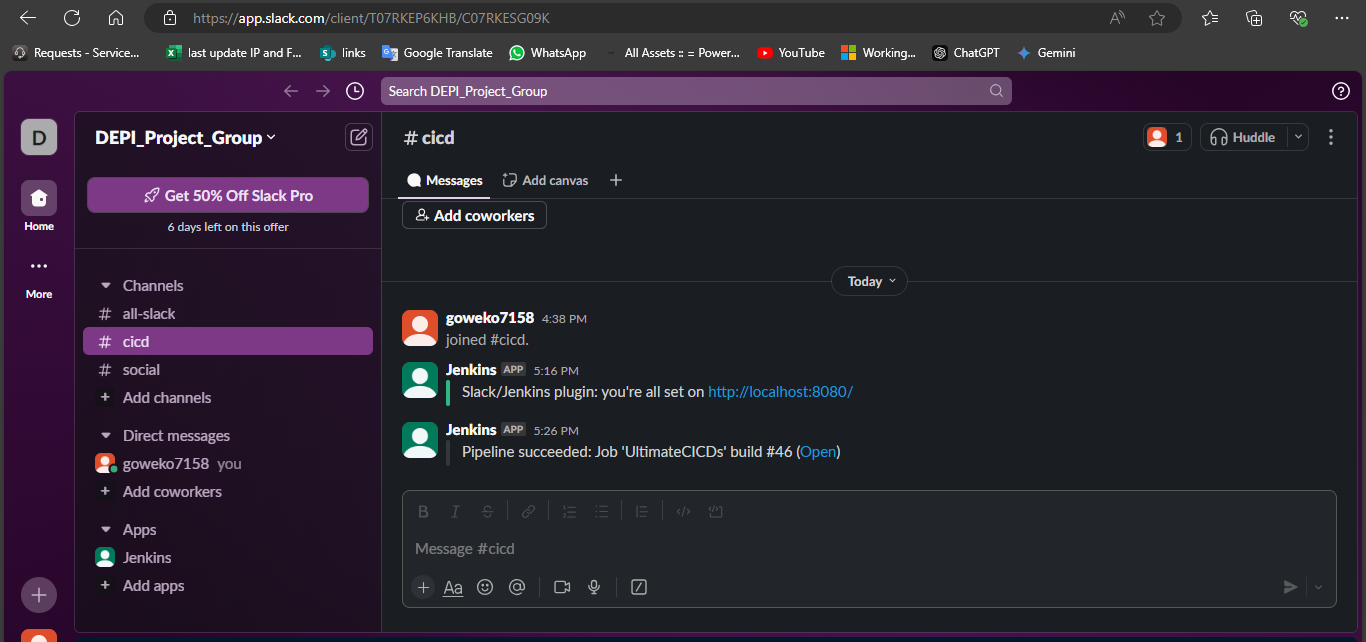 https://app.slack.com/client/T07RKEP6KHB/C07RKESG09K
Requests - Service...
last update IP and F...
links
Google Translate
WhatsApp
All Assets :: = Power...
YouTube
Working...
ChatGPT
Gemini
Search DEPI_Project_Group
D
Home
More
DEPI_Project_Group
Get 50% Off Slack Pro
6 days left on this offer
Channels
# all-slack
# cicd
# social
+ Add channels
Direct messages
goweko7158 you
+ Add coworkers
Apps
Jenkins
+ Add apps
# cicd
1
Huddle
Messages
Add canvas
Add coworkers
Today
goweko7158 4:38 PM
joined #cicd.
Jenkins APP 5:16 PM
Slack/Jenkins plugin: you're all set on http://localhost:8080/
Jenkins APP 5:26 PM
Pipeline succeeded: Job 'UltimateCICDs' build #46 (Open)
B I S
Message #cicd
Aa